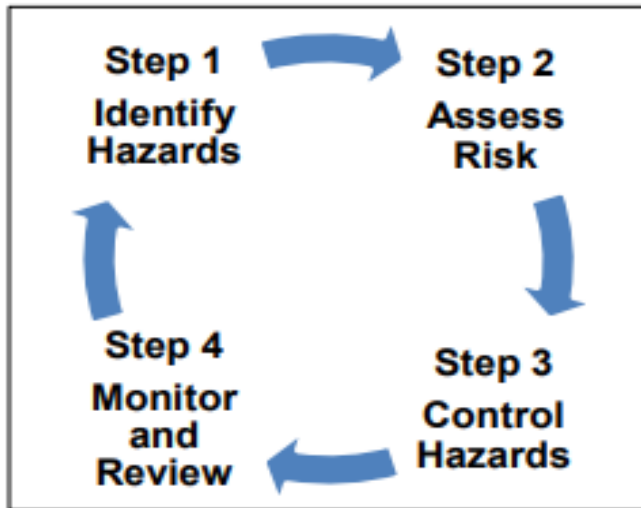 Step 1
Identify
Hazards
Step 2
Assess
Risk
Step 3
Control
Hazards
Step 4
Monitor
and
Review